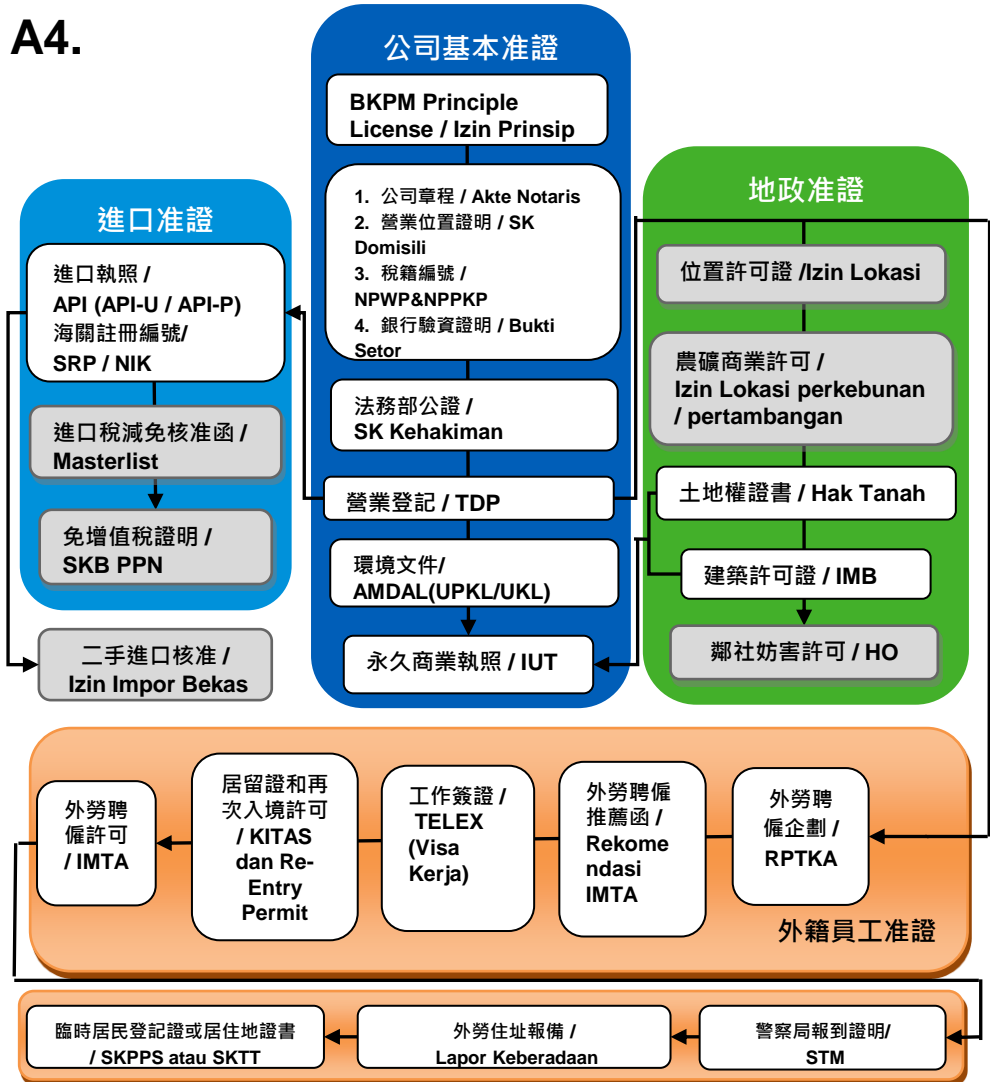 A4.
公司基本准證
BKPM Principle
License / Izin Prinsip
1. 公司章程 / Akte Notaris
2. 營業位置證明 / SK
Domisili
3. 稅籍編號 /
NPWP&NPPKP
4. 銀行驗資證明 / Bukti
Setor
法務部公證 /
SK Kehakiman
營業登記 / TDP
環境文件/
AMDAL(UPKL/UKL)
永久商業執照 / IUT
進口准證
進口執照 /
API (API-U / API-P)
海關註冊編號/
SRP / NIK
進口稅減免核准函 /
Masterlist
免增值稅證明 /
SKB PPN
二手進口核准 /
Izin Impor Bekas
地政准證
位置許可證 /Izin Lokasi
農礦商業許可 /
Izin Lokasi perkebunan
/ pertambangan
土地權證書 / Hak Tanah
建築許可證 / IMB
鄰社妨害許可 / HO
外勞聘
僱許可
/ IMTA
居留證和再
次入境許可
/ KITAS
dan Re-
Entry
Permit
工作簽證 /
TELEX
(Visa
Kerja)
外勞聘僱
推薦函 /
Rekome
ndasi
IMTA
外勞聘
僱企劃 /
RPTKA
外籍員工准證
臨時居民登記證或居住地證書
/ SKPPS atau SKTT
外勞住址報備 /
Lapor Keberadaan
警察局報到證明/
STM